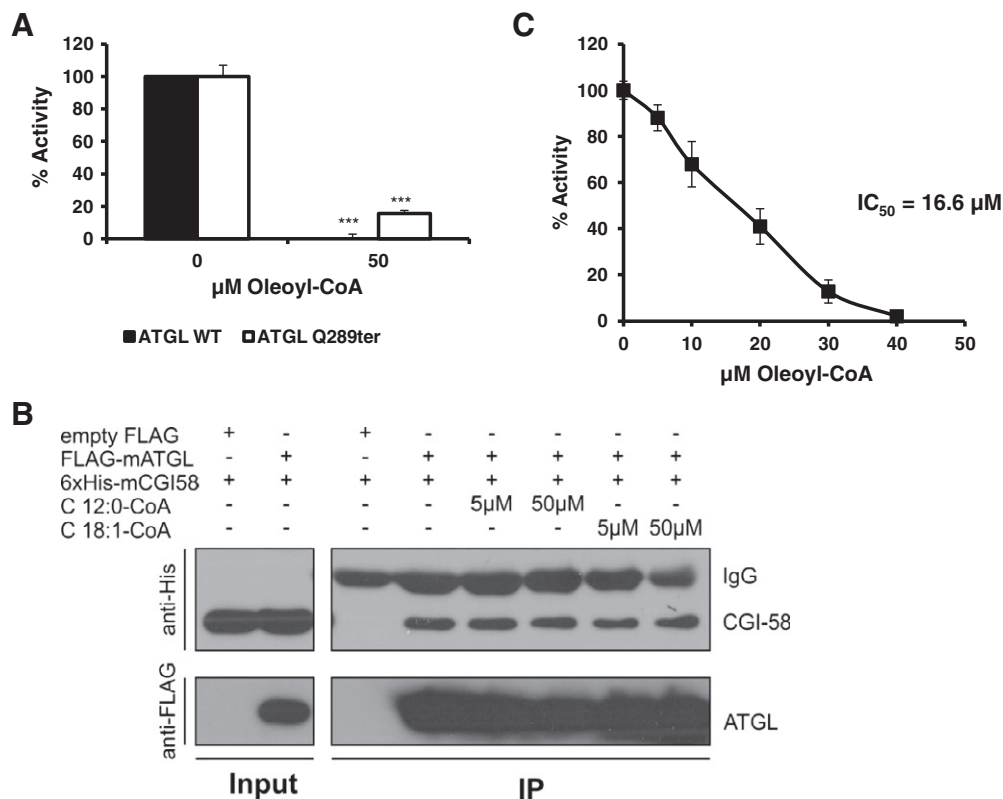 A
120
100
80
60
40
20
0
% Activity
***
***
0
50
µM Oleoyl-CoA
ATGL WT
ATGL Q289ter
C
120
100
80
60
40
20
0
% Activity
IC50 = 16.6 µM
0 10 20 30 40 50
µM Oleoyl-CoA
B
empty FLAG + - + - - - - -
FLAG-mATGL - + - + + + + +
6xHis-mCGI58 + + + + + + + +
C 12:0-CoA - - - - 5µM 50µM - -
C 18:1-CoA - - - - - - 5µM 50µM
anti-His
IgG
CGI-58
anti-FLAG
ATGL
Input
IP